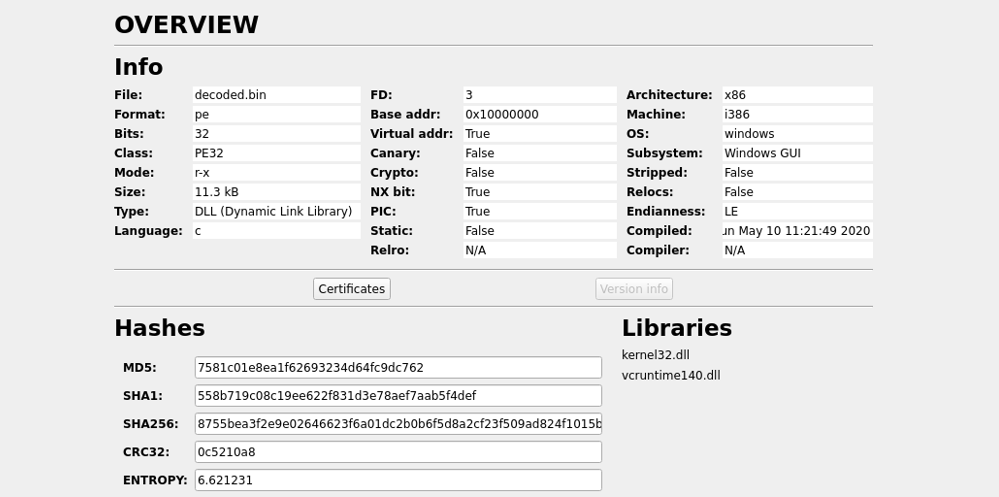 OVERVIEW
Info
File: decoded.bin FD: 3 Architecture: x86
Format: pe Base addr: 0x10000000 Machine: i386
Bits: 32 Virtual addr: True OS: windows
Class: PE32 Canary: False Subsystem: Windows GUI
Mode: r-x Crypto: False Stripped: False
Size: 11.3 kB NX bit: True Relocs: False
Type: DLL (Dynamic Link Library) PIC: True Endianness: LE
Language: c Static: False Compiled: un May 10 11:21:49 2020
Relro: N/A Compiler: N/A
Certificates Version info
Hashes Libraries
kernel32.dll
MD5: 7581c01e8ea1f62693234d64fc9dc762 vcruntime140.dll
SHA1: 558b719c08c19ee622f831d3e78aef7aab5f4def
SHA256: 8755bea3f2e9e02646623f6a01dc2b0b6f5d8a2cf23f509ad824f1015b
CRC32: 0c5210a8
ENTROPY: 6.621231